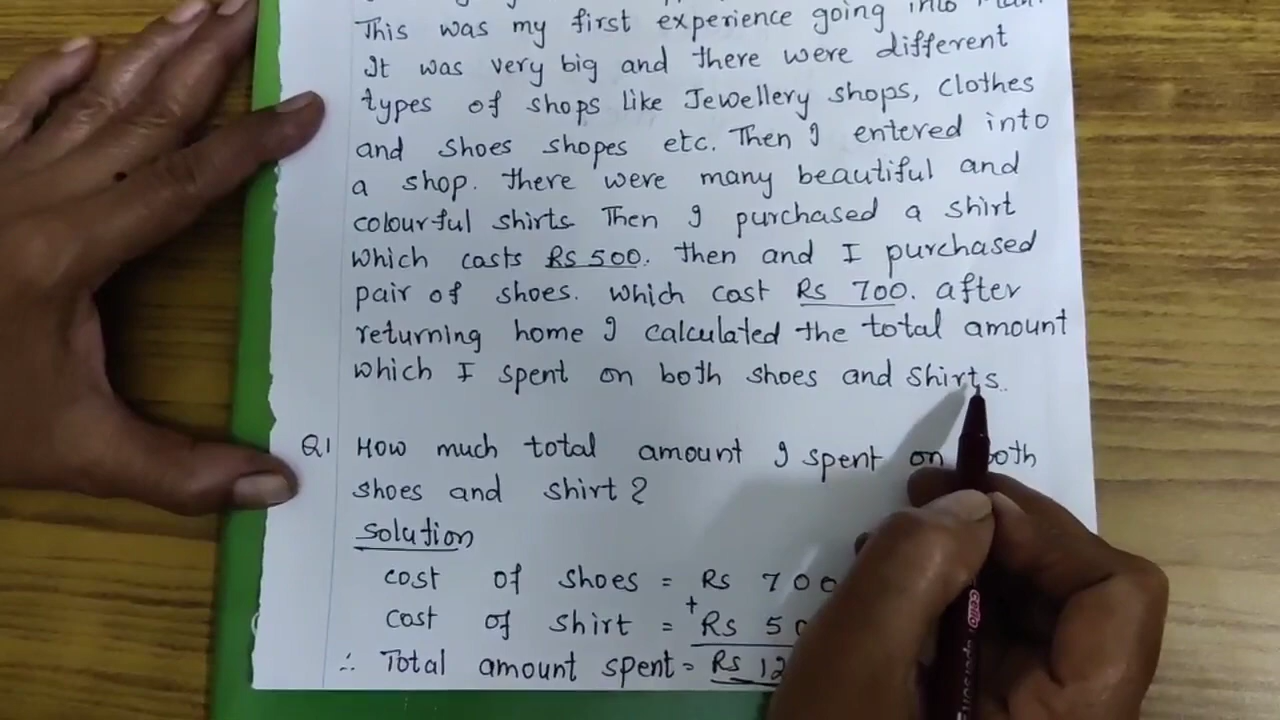 This was my first experience going into
It was very big and there were different
types of shops like Jewellery shops, clothes
and shoes shopes etc. Then I entered into
a shop. There were many beautiful and
colourful shirts Then I purchased a shirt
which costs Rs 500. then and I purchased
pair of shoes. which cost Rs 700. after
returning home I calculated the total amount
which I spent on both shoes and shirts.
Q1 How much total amount I spent on both
shoes and shirt ?
Solution
cost of shoes = Rs 700
cost of shirt = + Rs 50
∴ Total amount spent = Rs 12
cello